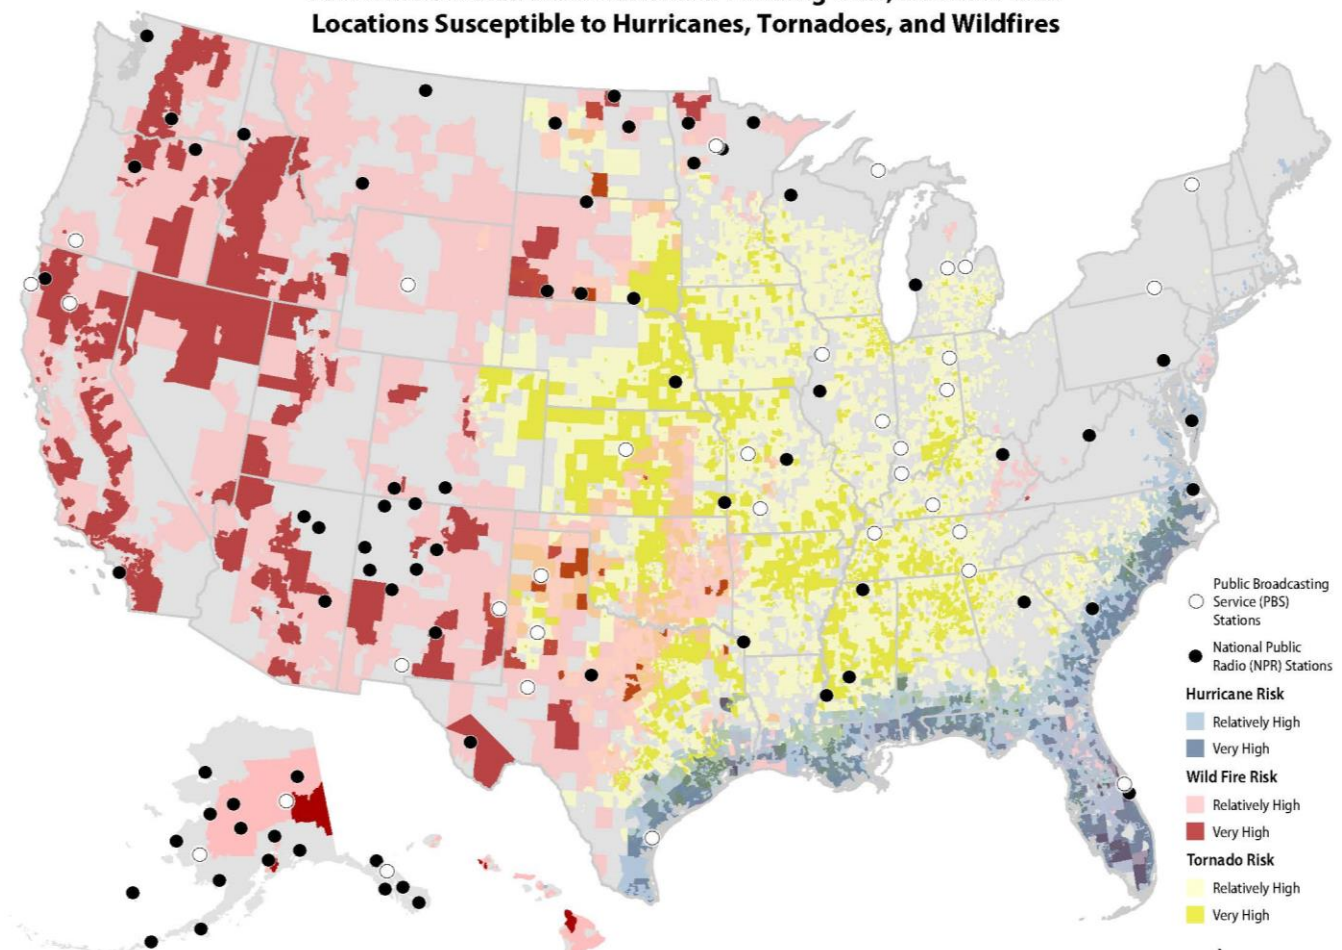 Locations Susceptible to Hurricanes, Tornadoes, and Wildfires
Public Broadcasting
Service (PBS)
Stations
National Public
Radio (NPR) Stations
Hurricane Risk
Relatively High
Very High
Wild Fire Risk
Relatively High
Very High
Tornado Risk
Relatively High
Very High